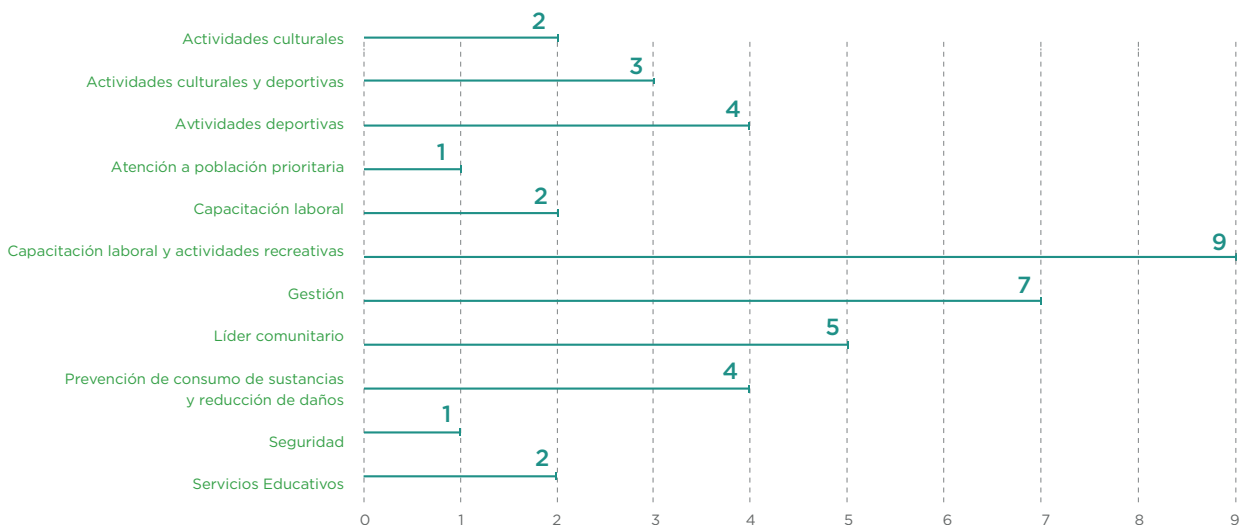 2
Actividades culturales
3
Actividades culturales y deportivas
4
Avtividades deportivas
1
Atención a población prioritaria
2
Capacitación laboral
9
Capacitación laboral y actividades recreativas
7
Gestión
5
Líder comunitario
4
Prevención de consumo de sustancias
y reducción de daños
1
Seguridad
2
Servicios Educativos
0 1 2 3 4 5 6 7 8 9